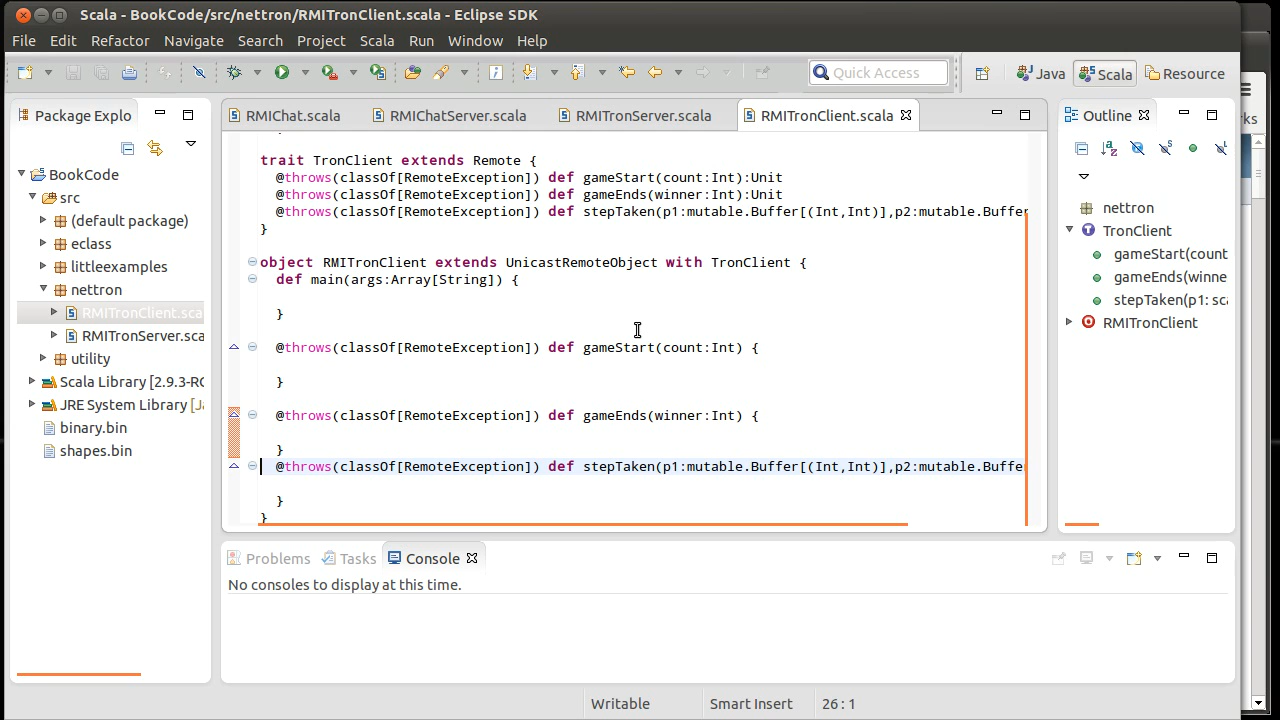 Scala - BookCode/src/nettron/RMITronClient.scala - Eclipse SDK
File Edit Refactor Navigate Search Project Scala Run Window Help
Quick Access
Java
Scala
Resource
Package Explo
RMIChat.scala
RMIChatServer.scala
RMITronServer.scala
RMITronClient.scala
Outline
BookCode
src
(default package)
eclass
littleexamples
nettron
RMITronClient.sca
RMITronServer.sca
utility
Scala Library [2.9.3-RC
JRE System Library [Ja
binary.bin
shapes.bin
trait TronClient extends Remote {
@throws(classOf[RemoteException]) def gameStart(count:Int):Unit
@throws(classOf[RemoteException]) def gameEnds(winner:Int):Unit
@throws(classOf[RemoteException]) def stepTaken(p1:mutable.Buffer[(Int,Int)],p2:mutable.Buffer
}
object RMITronClient extends UnicastRemoteObject with TronClient {
def main(args:Array[String]) {
}
@throws(classOf[RemoteException]) def gameStart(count:Int) {
}
@throws(classOf[RemoteException]) def gameEnds(winner:Int) {
}
@throws(classOf[RemoteException]) def stepTaken(p1:mutable.Buffer[(Int,Int)],p2:mutable.Buffe
}
}
nettron
TronClient
gameStart(count
gameEnds(winne
stepTaken(p1: sca
RMITronClient
Problems
Tasks
Console
No consoles to display at this time.
Writable
Smart Insert
26 : 1